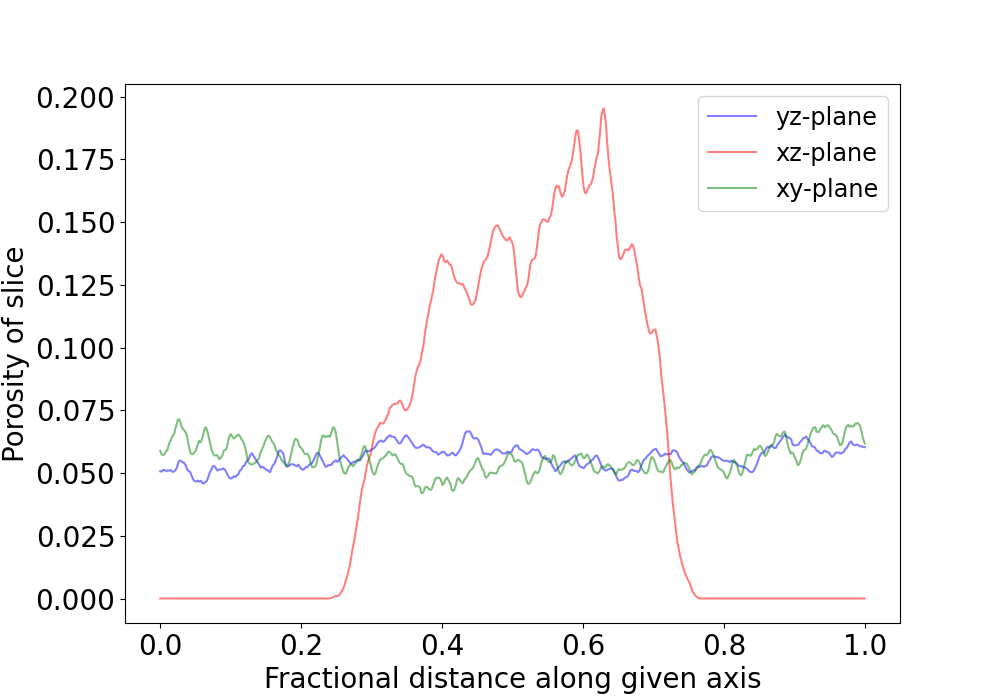 0.200
0.175
0.150
0.125
0.100
0.075
0.050
0.025
0.000
Porosity of slice
yz-plane
xz-plane
xy-plane
0.0 0.2 0.4 0.6 0.8 1.0
Fractional distance along given axis